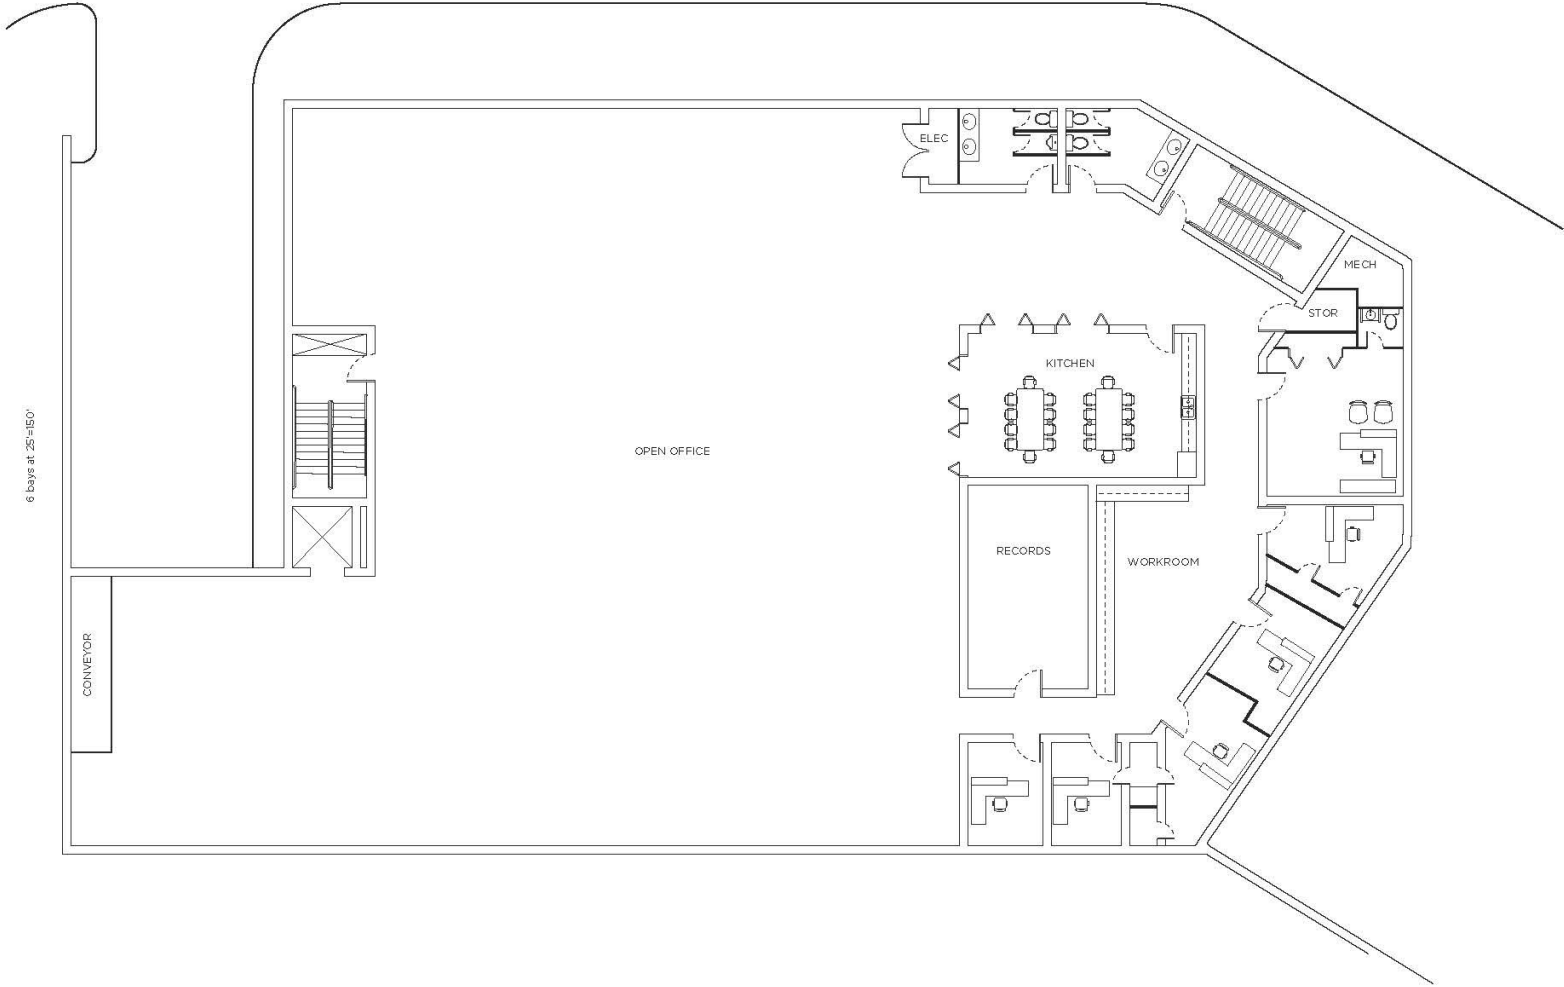 ELEC
MECH
STOR
KITCHEN
6 bays at 25'=150'
OPEN OFFICE
RECORDS
WORKROOM
CONVEYOR